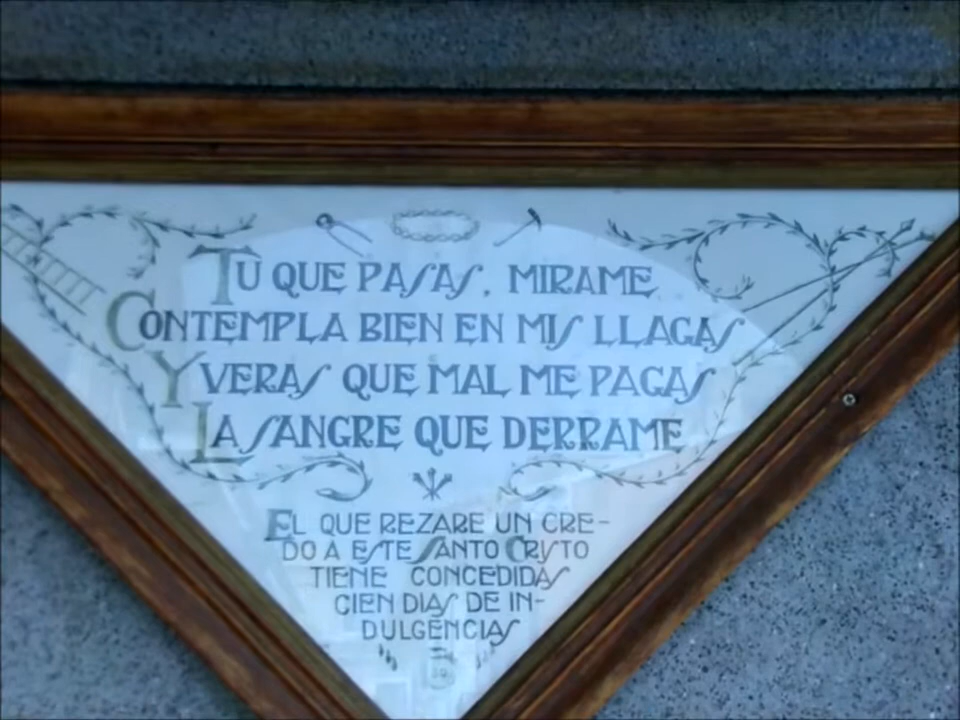 TU QUE PASAS, MIRAME
CONTEMPLA BIEN EN MIS LLAGAS
Y VERAS QUE MAL ME PAGAS
LA SANGRE QUE DERRAME
EL QUE REZARE UN CRE-
DO A ESTE SANTO CRISTO
TIENE CONCEDIDAS
CIEN DIAS DE IN-
DULGENCIAS